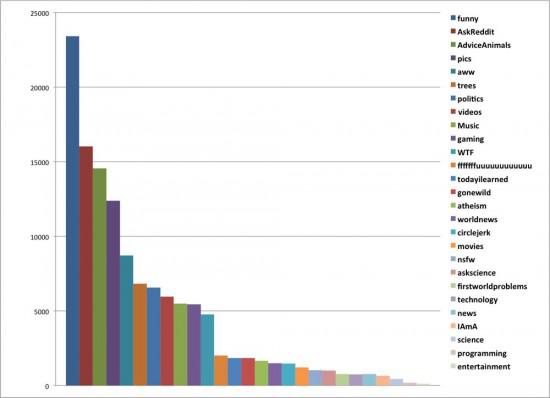 25000
20000
15000
10000
5000
0
funny
AskReddit
AdviceAnimals
pics
aww
trees
politics
videos
Music
gaming
WTF
fffffffuuuuuuuuuuuu
todayilearned
gonewild
atheism
worldnews
circlejerk
movies
nsfw
askscience
firstworldproblems
technology
news
IAmA
science
programming
entertainment